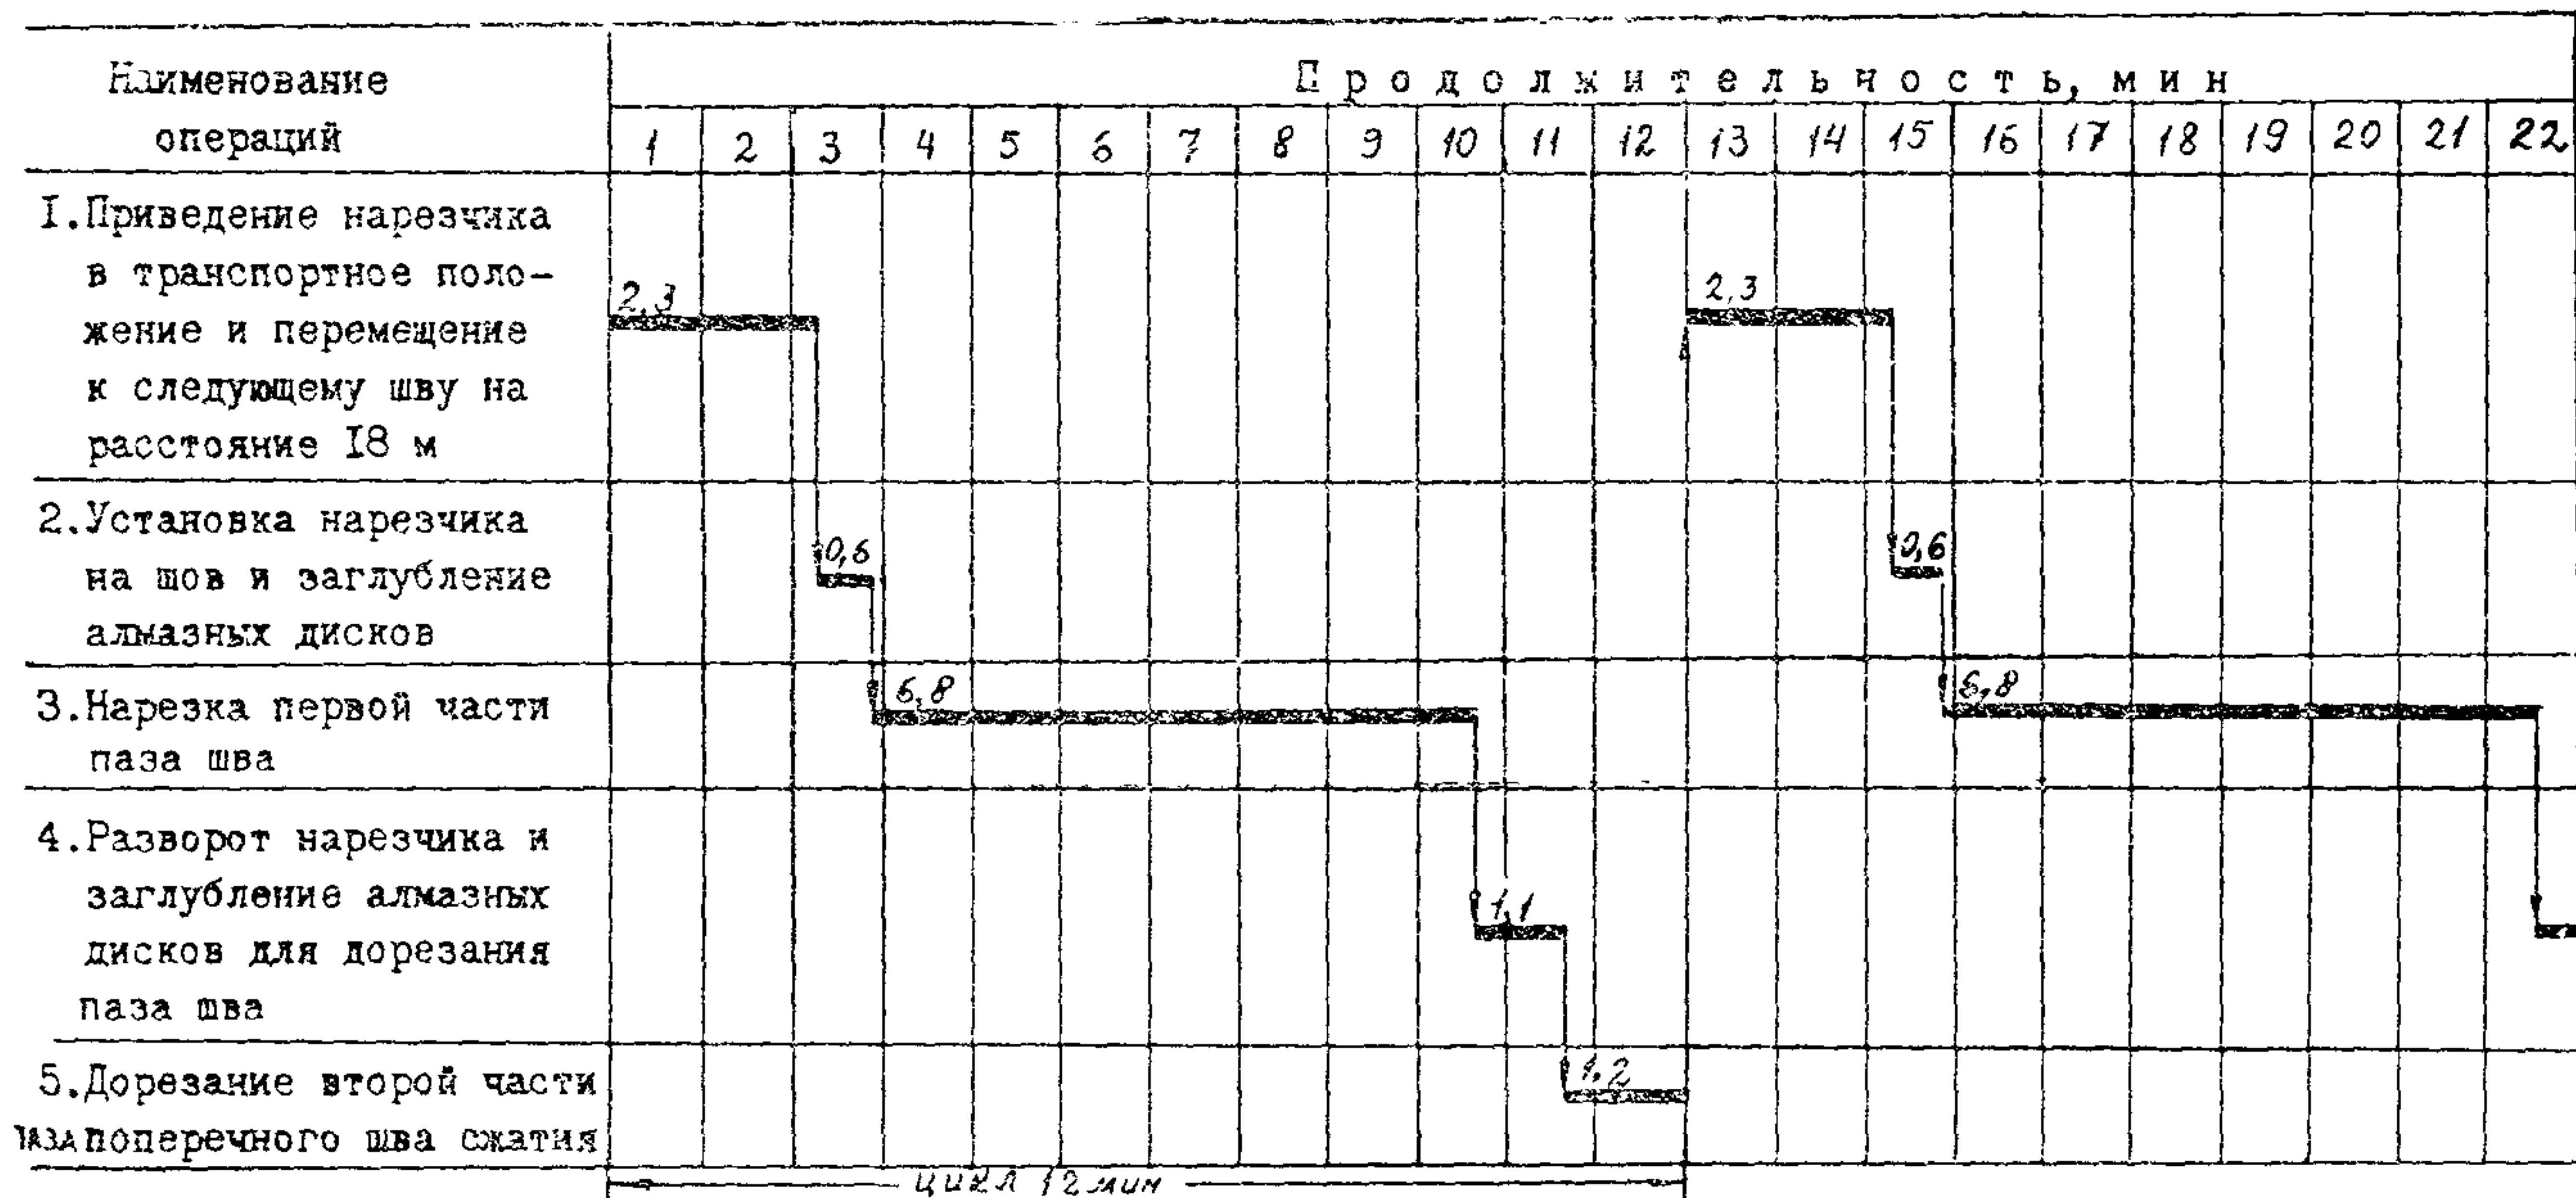 Наименование
операций
Продолжительность, мин
1 2 3 4 5 6 7 8 9 10 11 12 13 14 15 16 17 18 19 20 21 22
I.Приведение нарезчика
в транспортное поло-
жение и перемещение
к следующему шву на
расстояние I8 м
2,3 2,3
2.Установка нарезчика
на шов и заглубление
алмазных дисков
0,6 0,6
3.Нарезка первой части
паза шва
6,8 6,8
4.Разворот нарезчика и
заглубление алмазных
дисков для дорезания
паза шва
1,1
5.Дорезание второй части
паза поперечного шва сжатия
1,2
цикл 12 мин